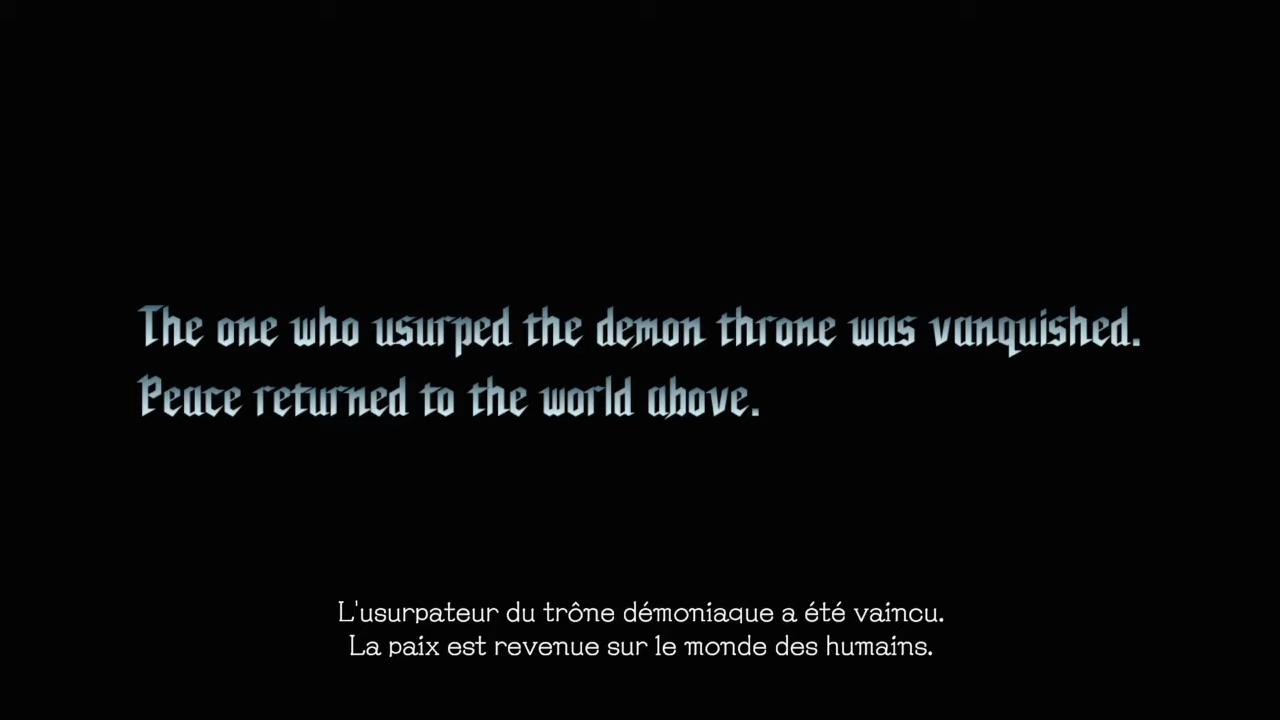 The one who usurped the demon throne was vanquished.
Peace returned to the world above.
L'usurpateur du trône démoniaque a été vaincu.
La paix est revenue sur le monde des humains.